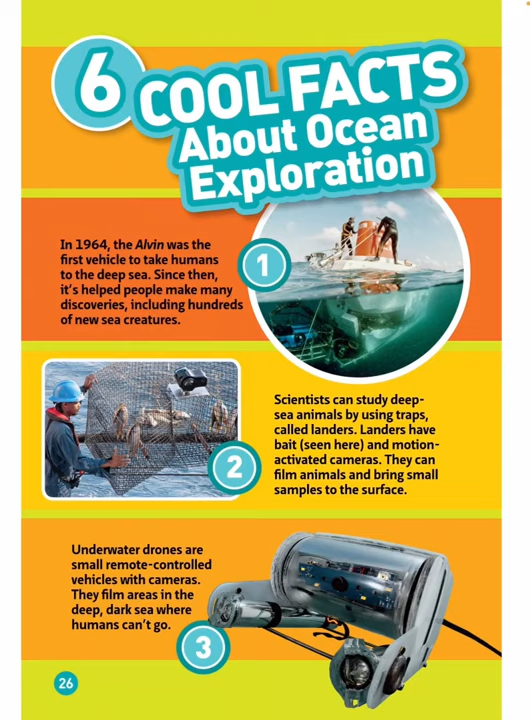 6
COOL FACTS
About Ocean
Exploration
In 1964, the Alvin was the
first vehicle to take humans
to the deep sea. Since then,
it's helped people make many
discoveries, including hundreds
of new sea creatures.
1
Scientists can study deep-
sea animals by using traps,
called landers. Landers have
bait (seen here) and motion-
activated cameras. They can
film animals and bring small
samples to the surface.
2
Underwater drones are
small remote-controlled
vehicles with cameras.
They film areas in the
deep, dark sea where
humans can't go.
3
26